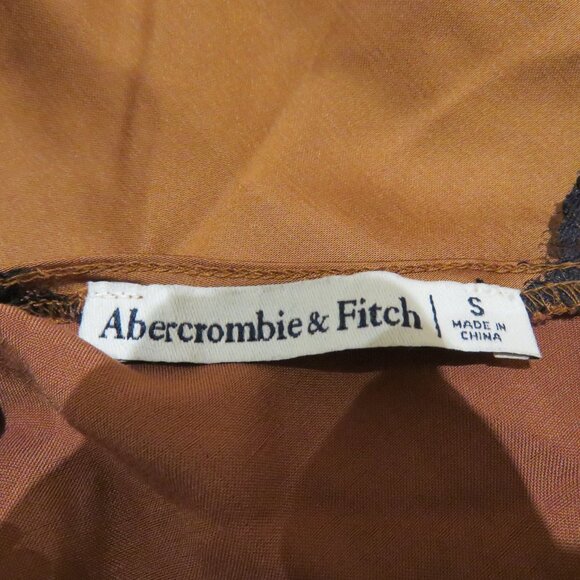 Abercrombie & Fitch | S
MADE IN
CHINA